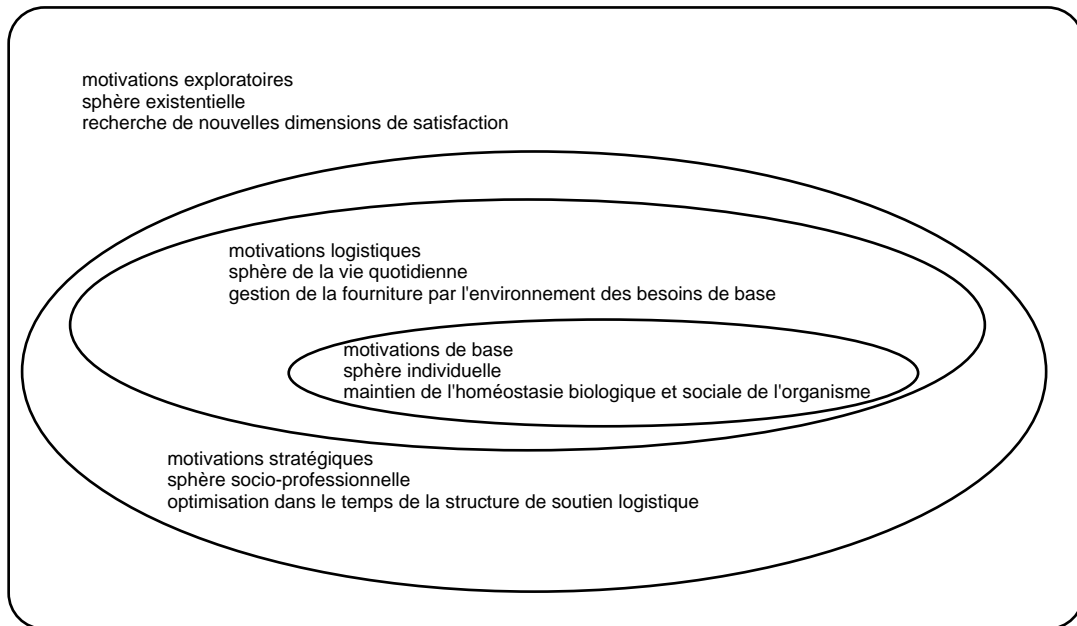 motivations exploratoires
sphère existentielle
recherche de nouvelles dimensions de satisfaction
motivations logistiques
sphère de la vie quotidienne
gestion de la fourniture par l'environnement des besoins de base
motivations de base
sphère individuelle
maintien de l'homéostasie biologique et sociale de l'organisme
motivations stratégiques
sphère socio-professionnelle
optimisation dans le temps de la structure de soutien logistique